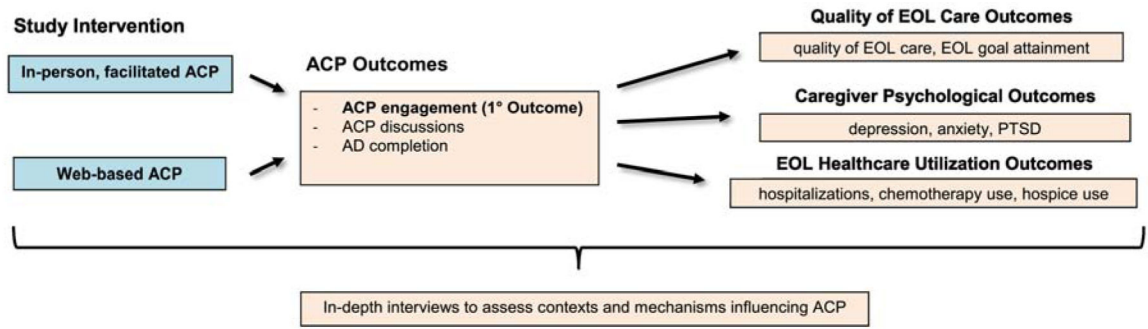 Study Intervention
In-person, facilitated ACP
Web-based ACP
ACP Outcomes
- ACP engagement (1° Outcome)
- ACP discussions
- AD completion
Quality of EOL Care Outcomes
quality of EOL care, EOL goal attainment
Caregiver Psychological Outcomes
depression, anxiety, PTSD
EOL Healthcare Utilization Outcomes
hospitalizations, chemotherapy use, hospice use
In-depth interviews to assess contexts and mechanisms influencing ACP